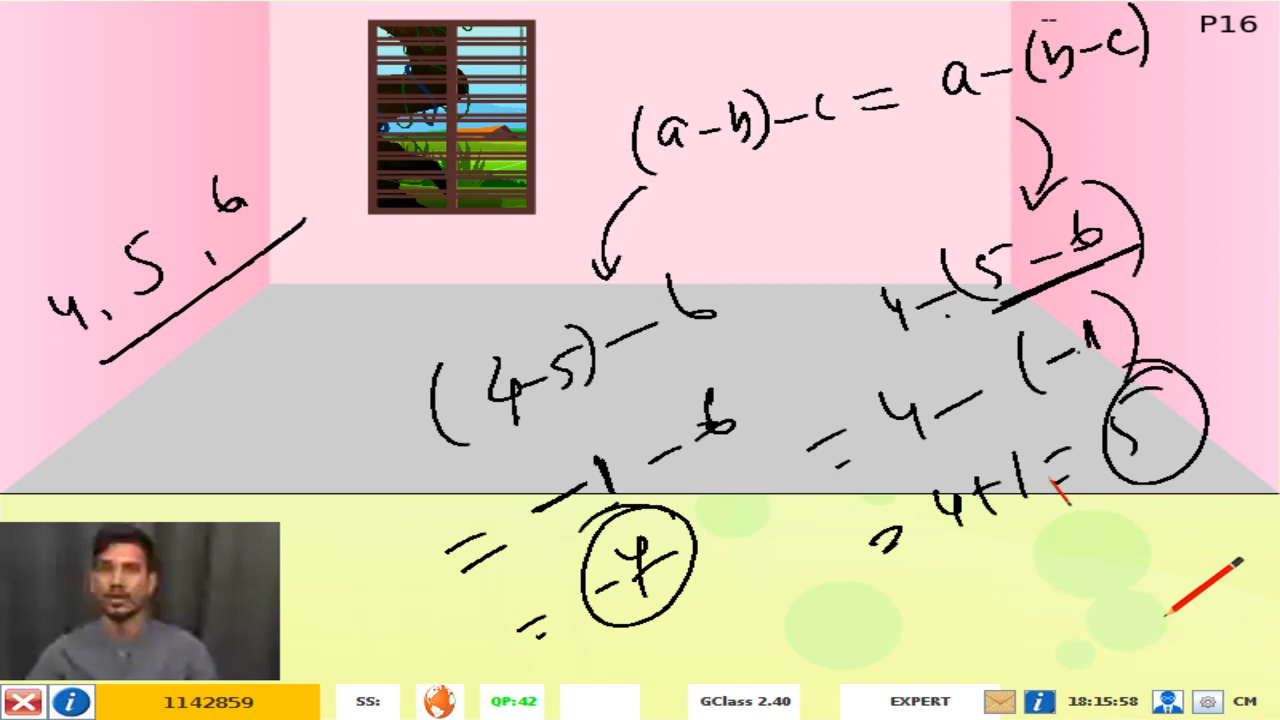 P16
(a-b)-c = a-(b-c)
4, 5, 6
(4-5)-6
= -1 -6
= -7
4-(5-6)
= 4-(-1)
= 4+1 = 5
1142859 SS: QP:42 GClass 2.40 EXPERT 18:15:58 CM